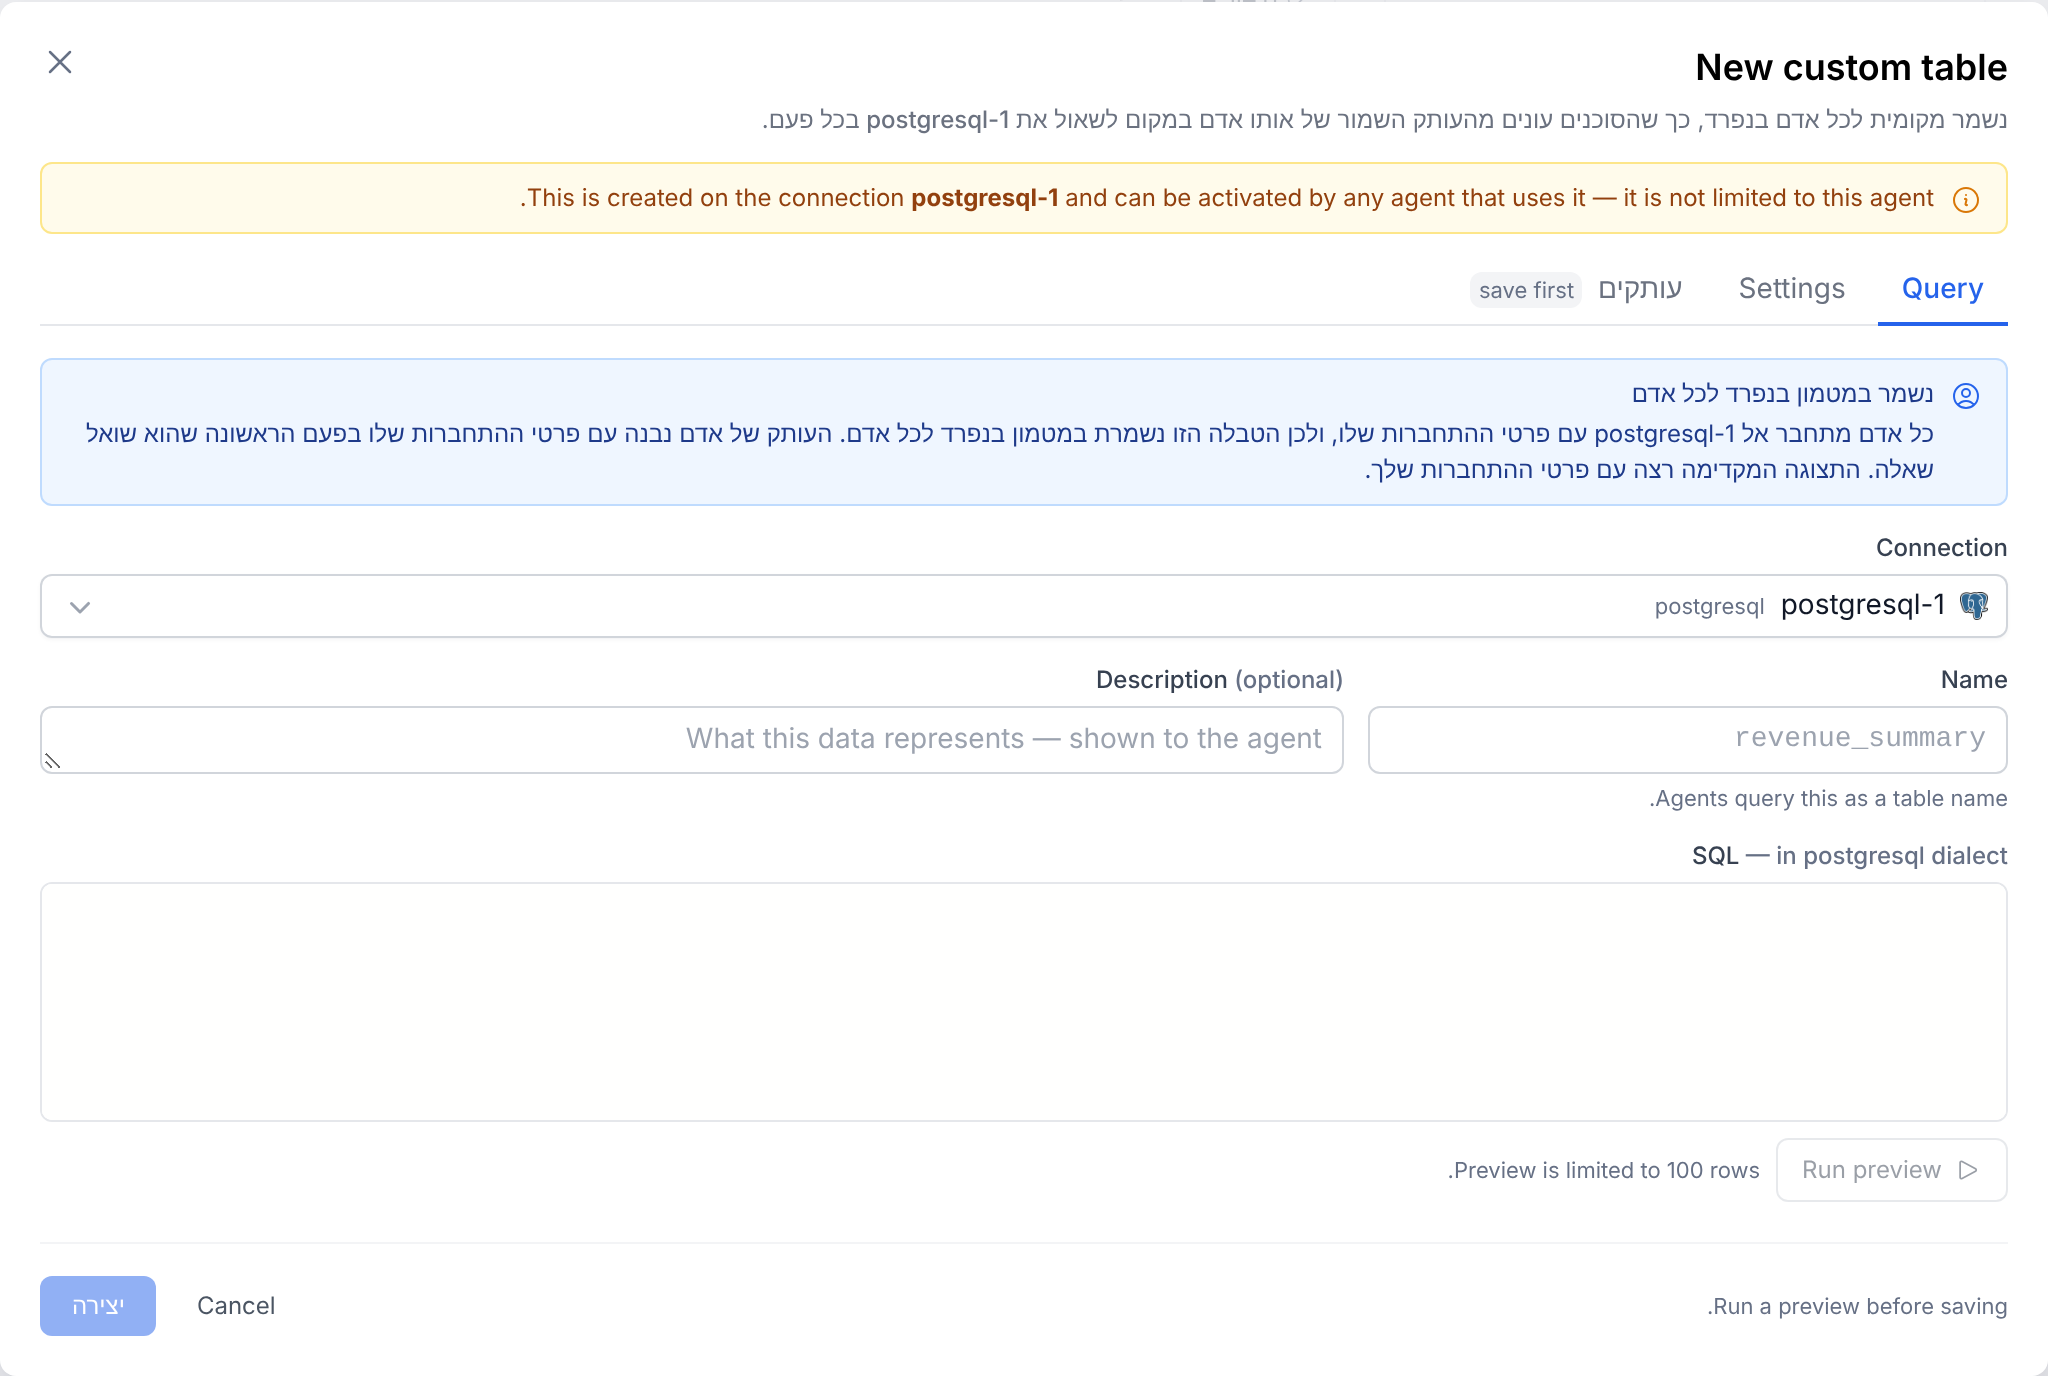 New custom table
נשמר מקומית לכל אדם בנפרד, כך שהסוכנים עונים מהעותק השמור של אותו אדם במקום לשאול את postgresql-1 בכל פעם.
This is created on the connection postgresql-1 and can be activated by any agent that uses it — it is not limited to this agent.
Query Settings עותקים save first
נשמר במטמון בנפרד לכל אדם
כל אדם מתחבר אל postgresql-1 עם פרטי ההתחברות שלו, ולכן הטבלה הזו נשמרת במטמון בנפרד לכל אדם. העותק של אדם נבנה עם פרטי ההתחברות שלו בפעם הראשונה שהוא שואל
שאלה. התצוגה המקדימה רצה עם פרטי ההתחברות שלך.
Connection
postgresql-1 postgresql
Name
Description (optional)
revenue_summary
What this data represents — shown to the agent
Agents query this as a table name.
SQL — in postgresql dialect
Run preview
Preview is limited to 100 rows.
Run a preview before saving.
Cancel
יצירה